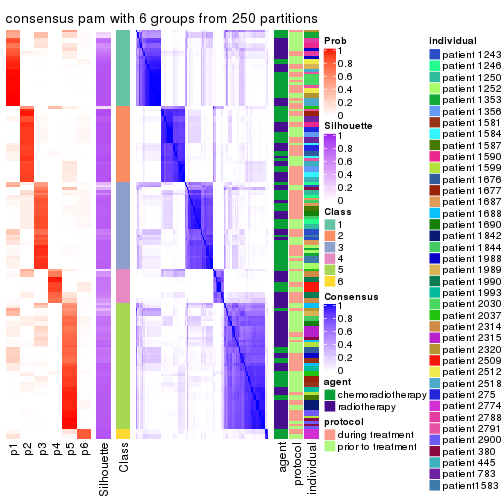 consensus pam with 6 groups from 250 partitions
Prob
1
0.8
0.6
0.4
0.2
0
Silhouette
1
0.8
0.6
0.4
0.2
0
Class
1
2
3
4
5
6
Consensus
1
0.8
0.6
0.4
0.2
0
agent
chemoradiotherapy
radiotherapy
protocol
during treatment
prior to treatment
individual
patient 1243
patient 1246
patient 1250
patient 1252
patient 1353
patient 1356
patient 1581
patient 1584
patient 1587
patient 1590
patient 1599
patient 1676
patient 1677
patient 1687
patient 1688
patient 1690
patient 1842
patient 1844
patient 1988
patient 1989
patient 1990
patient 1993
patient 2030
patient 2037
patient 2314
patient 2315
patient 2320
patient 2509
patient 2512
patient 2518
patient 275
patient 2774
patient 2788
patient 2791
patient 2900
patient 380
patient 445
patient 783
patient1583
p1
p2
p3
p4
p5
p6
Silhouette
Class
agent
protocol
individual